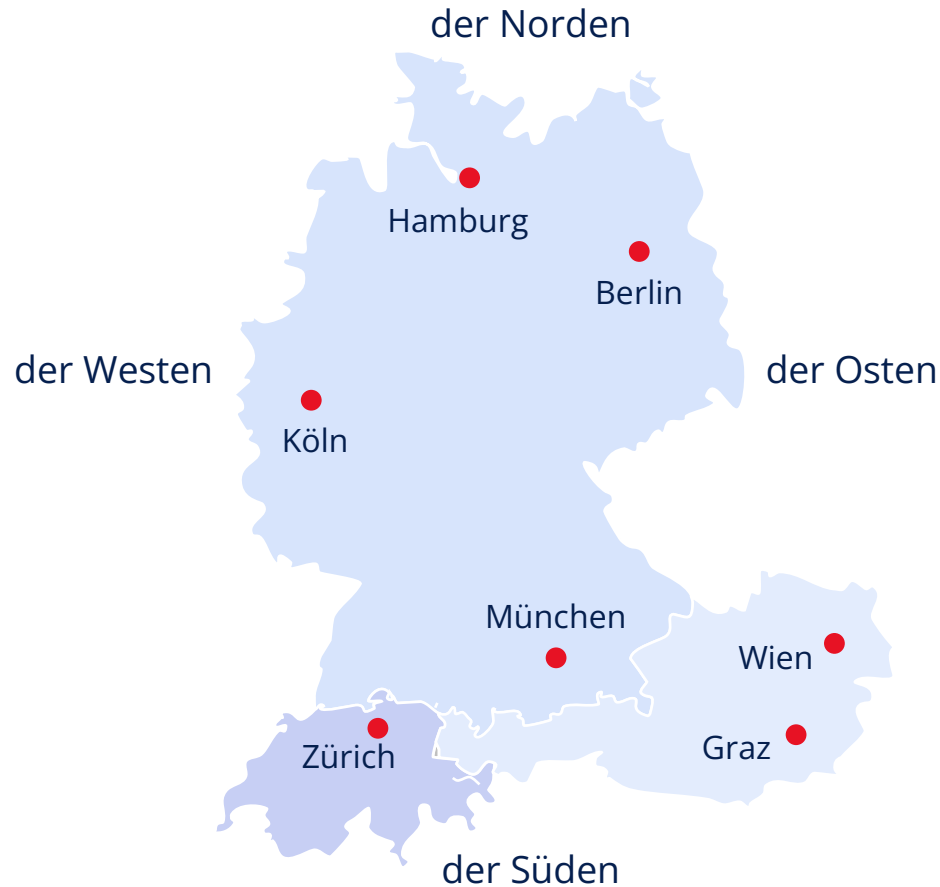 der Norden
Hamburg
Berlin
der Westen
der Osten
Köln
München
Wien
Graz
Zürich
der Süden